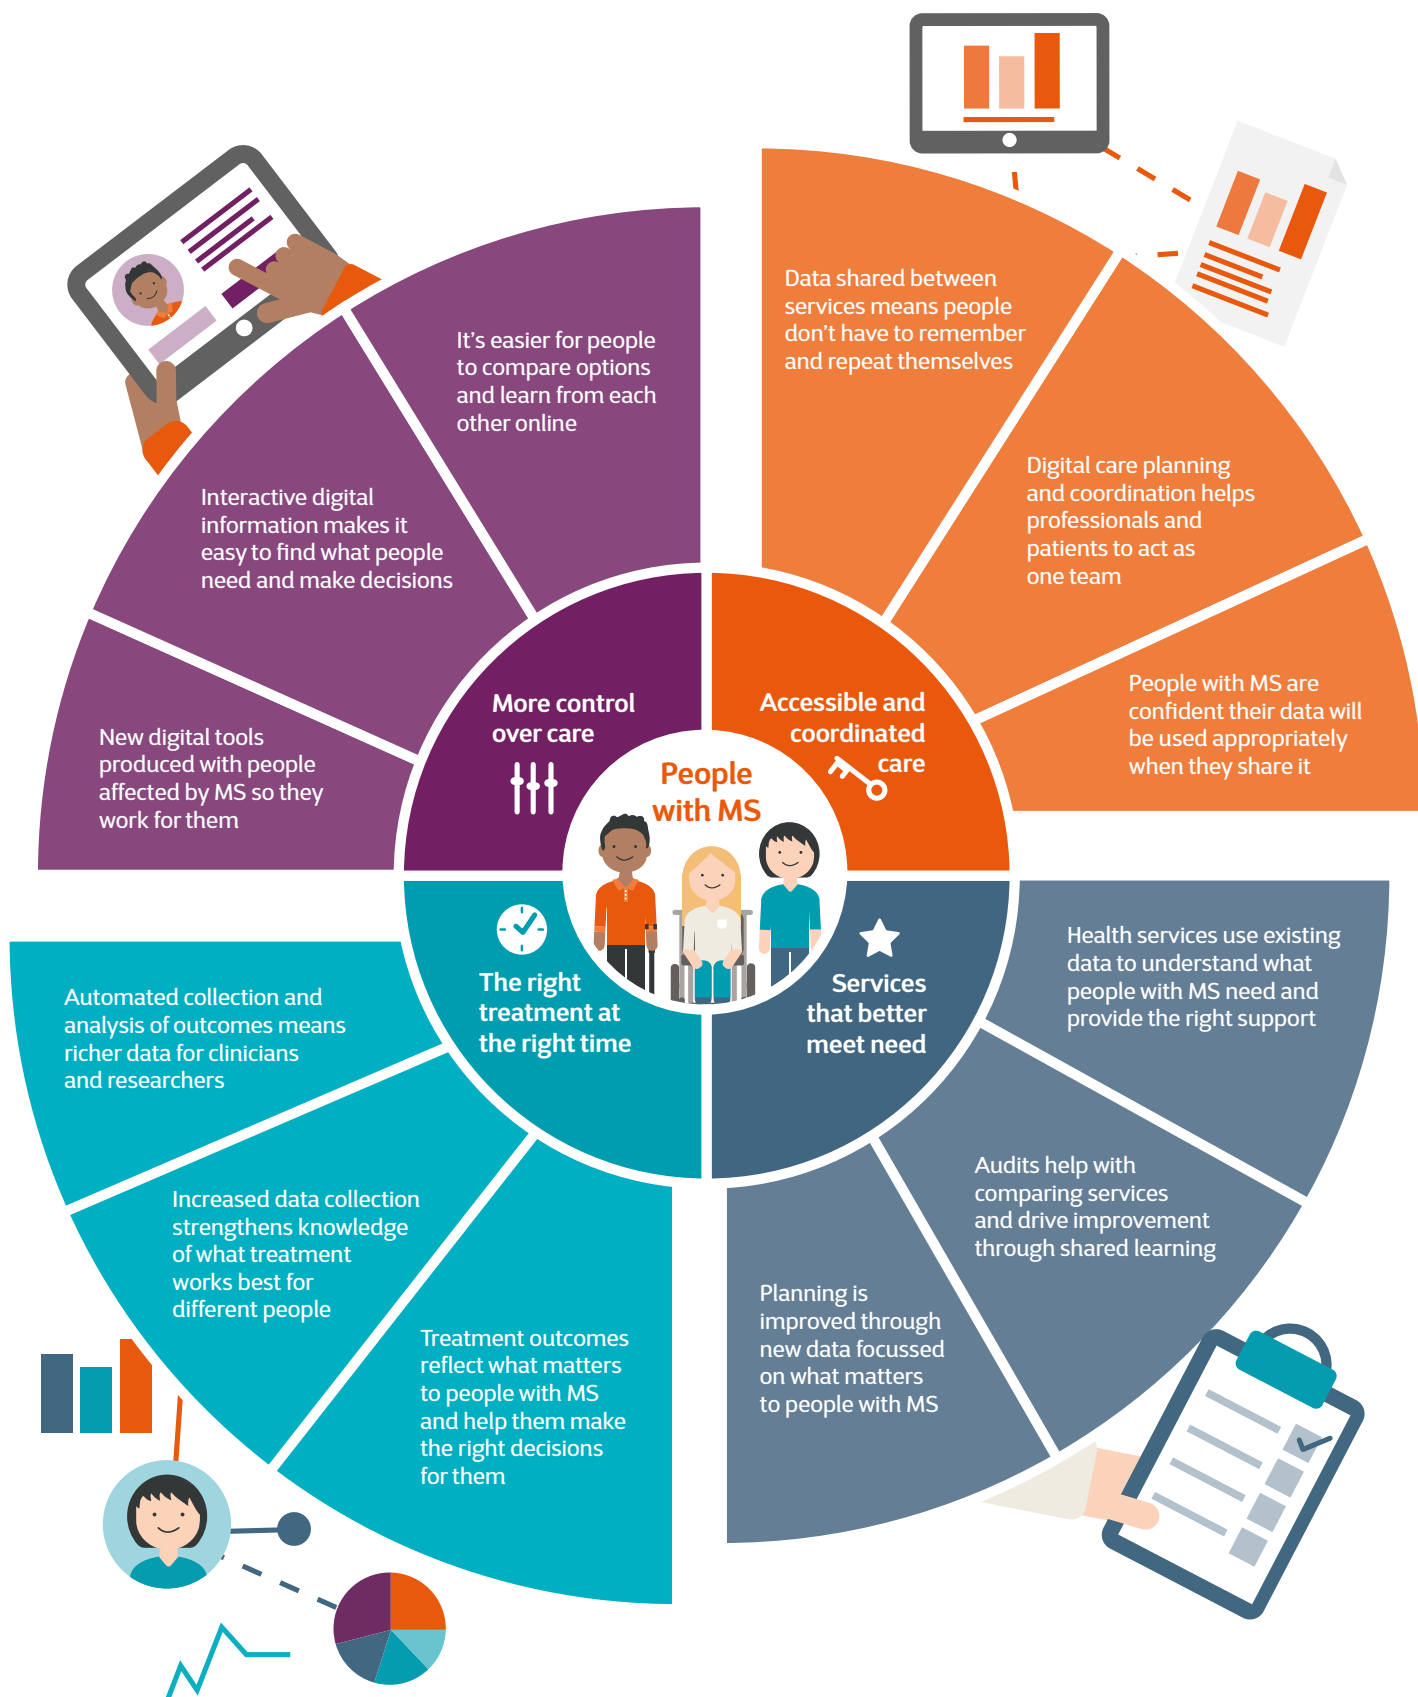 Data shared between
services means people
don't have to remember
and repeat themselves
It's easier for people
to compare options
and learn from each
other online
Digital care planning
and coordination helps
professionals and
patients to act as
one team
Interactive digital
information makes it
easy to find what people
need and make decisions
People with MS are
confident their data will
be used appropriately
when they share it
New digital tools
produced with people
affected by MS so they
work for them
More control
over care
Accessible and
coordinated
care
People
with MS
The right
treatment at
the right time
Services
that better
meet need
Health services use existing
data to understand what
people with MS need and
provide the right support
Automated collection and
analysis of outcomes means
richer data for clinicians
and researchers
Audits help with
comparing services
and drive improvement
through shared learning
Increased data collection
strengthens knowledge
of what treatment
works best for
different people
Planning is
improved through
new data focussed
on what matters
to people with MS
Treatment outcomes
reflect what matters
to people with MS
and help them make
the right decisions
for them